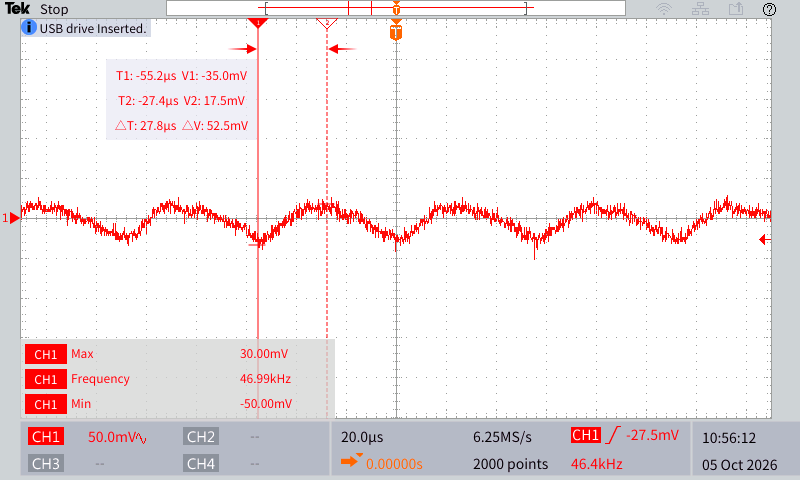 Tek Stop
T
i USB drive Inserted.
1
2
T
T1: -55.2µs V1: -35.0mV
T2: -27.4µs V2: 17.5mV
△T: 27.8µs △V: 52.5mV
1
CH1 Max 30.00mV
CH1 Frequency 46.99kHz
CH1 Min -50.00mV
CH1 50.0mV CH2 -- 20.0µs 6.25MS/s CH1 -27.5mV 10:56:12
CH3 -- CH4 -- 0.00000s 2000 points 46.4kHz 05 Oct 2026